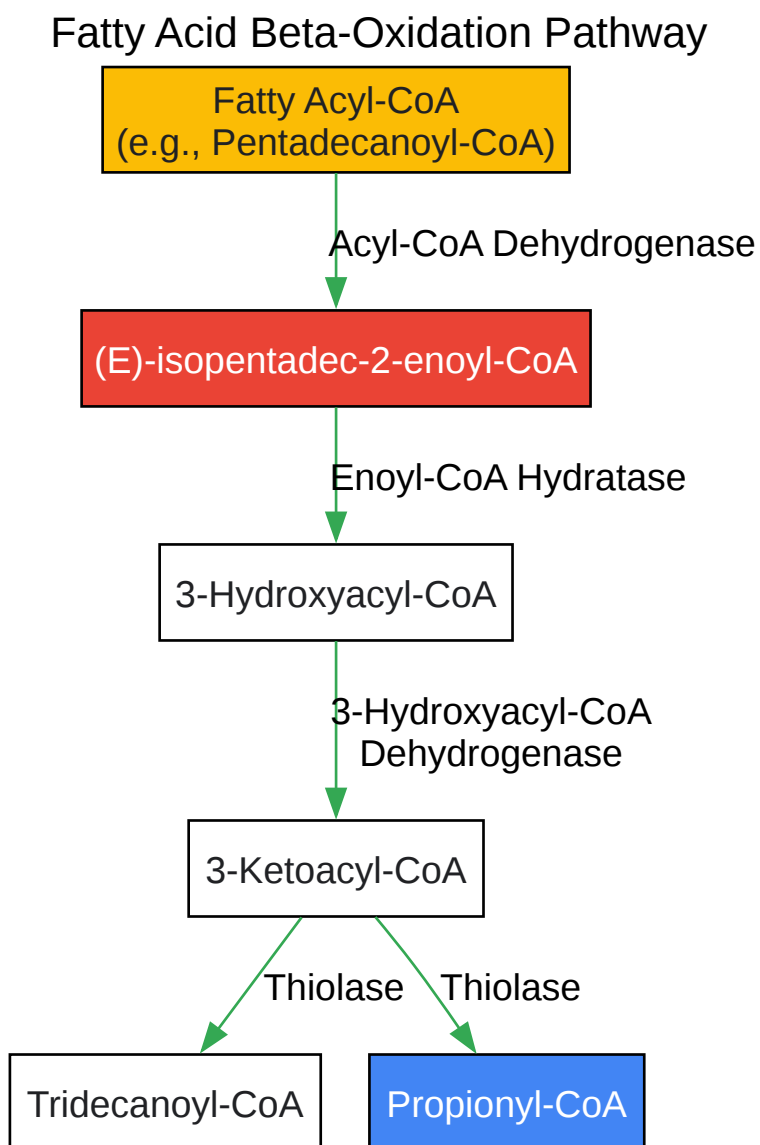 Fatty Acid Beta-Oxidation Pathway
Fatty Acyl-CoA
(e.g., Pentadecanoyl-CoA)
Acyl-CoA Dehydrogenase
(E)-isopentadec-2-enoyl-CoA
Enoyl-CoA Hydratase
3-Hydroxyacyl-CoA
3-Hydroxyacyl-CoA
Dehydrogenase
3-Ketoacyl-CoA
Thiolase
Thiolase
Tridecanoyl-CoA
Propionyl-CoA